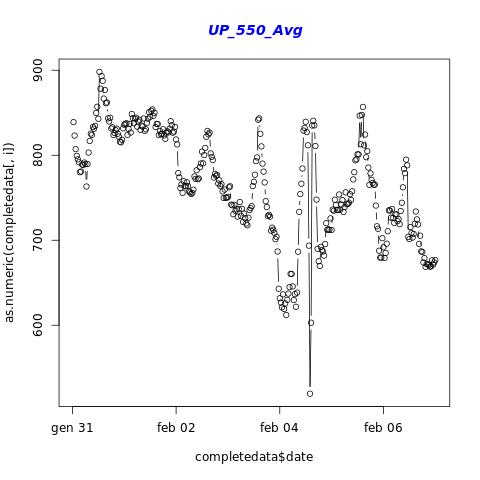 UP_550_Avg
as.numeric(completedata[, i])
900
800
700
600
gen 31
feb 02
feb 04
feb 06
completedata$date